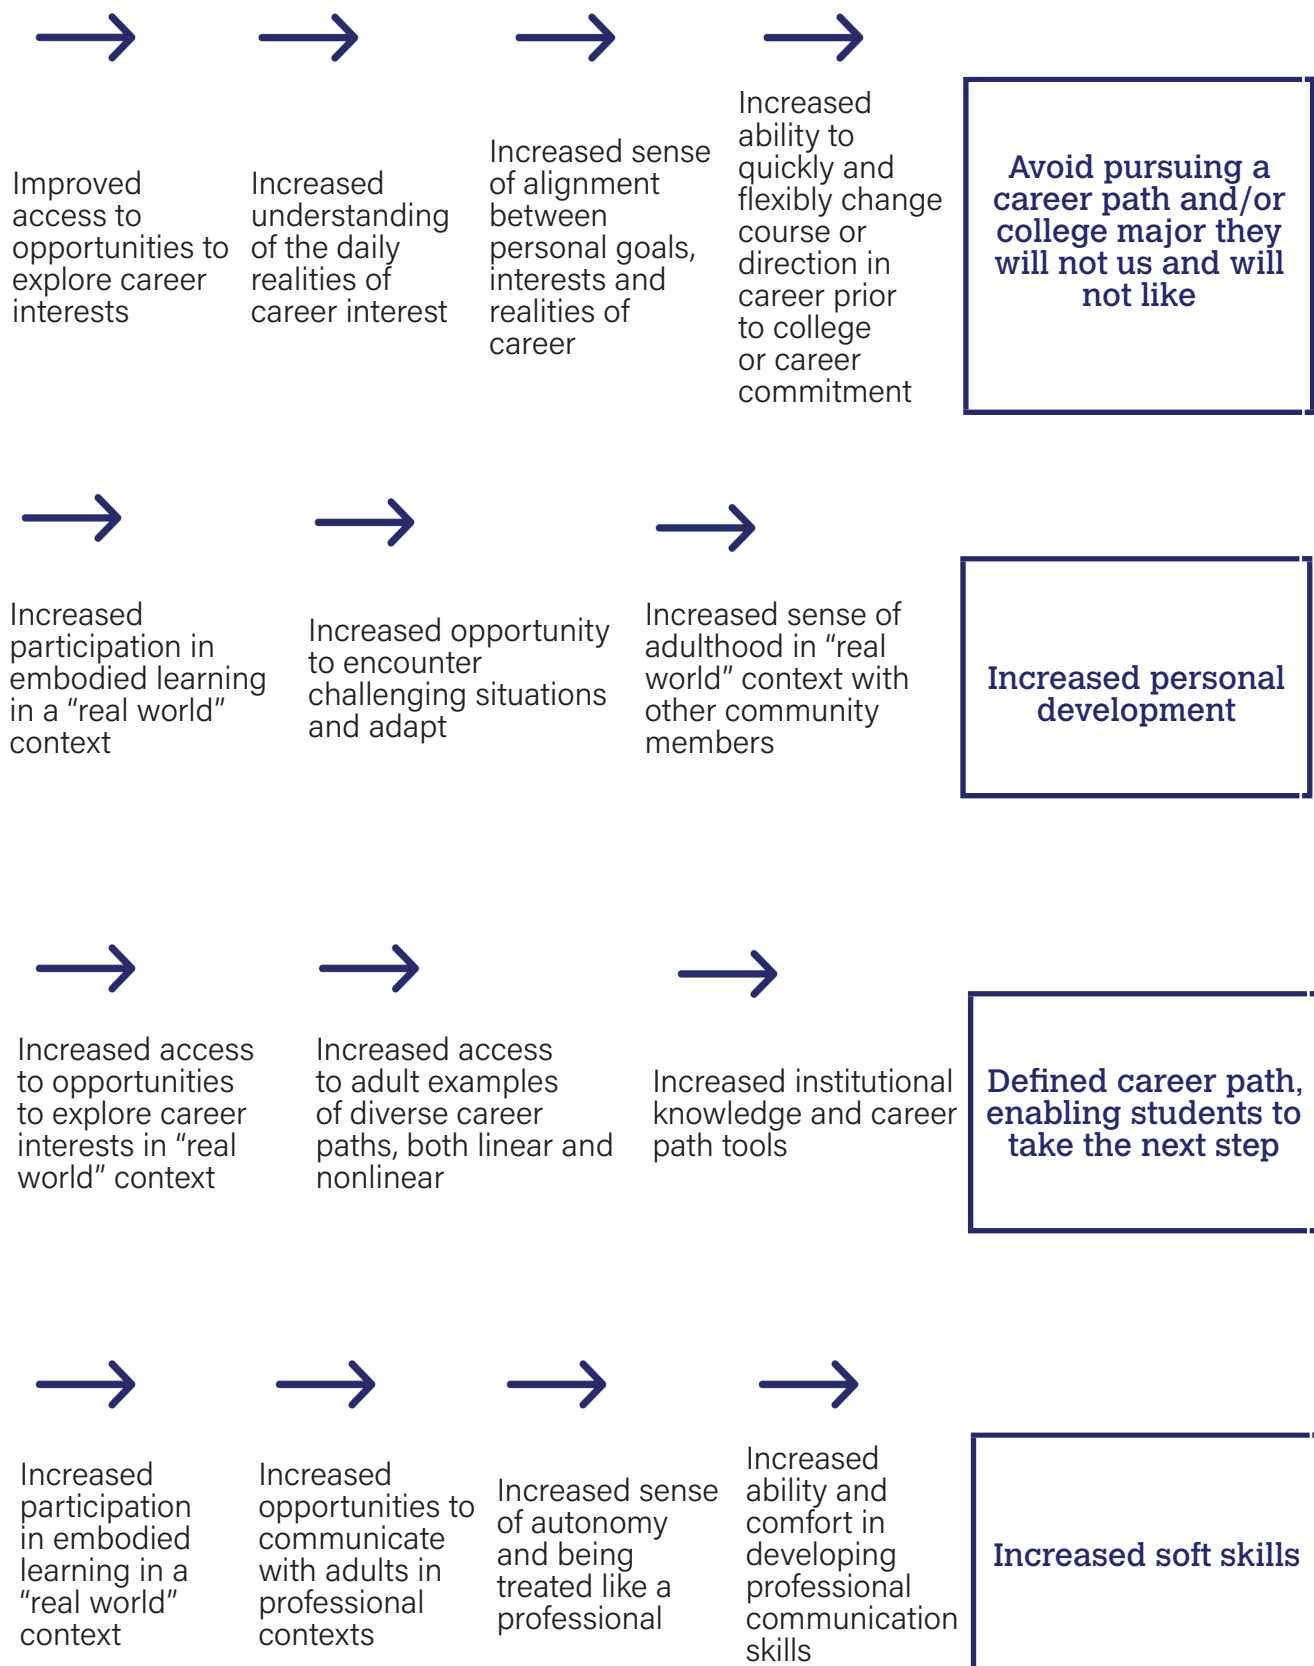 Improved
access to
opportunities to
explore career
interests
Increased
understanding
of the daily
realities of
career interest
Increased sense
of alignment
between
personal goals,
interests and
realities of
career
Increased
ability to
quickly and
flexibly change
course or
direction in
career prior
to college
or career
commitment
Avoid pursuing a
career path and/or
college major they
will not us and will
not like
Increased
participation in
embodied learning
in a “real world”
context
Increased opportunity
to encounter
challenging situations
and adapt
Increased sense of
adulthood in “real
world” context with
other community
members
Increased personal
development
Increased access
to opportunities
to explore career
interests in “real
world” context
Increased access
to adult examples
of diverse career
paths, both linear and
nonlinear
Increased institutional
knowledge and career
path tools
Defined career path,
enabling students to
take the next step
Increased
participation
in embodied
learning in a
“real world”
context
Increased
opportunities to
communicate
with adults in
professional
contexts
Increased sense
of autonomy
and being
treated like a
professional
Increased
ability and
comfort in
developing
professional
communication
skills
Increased soft skills